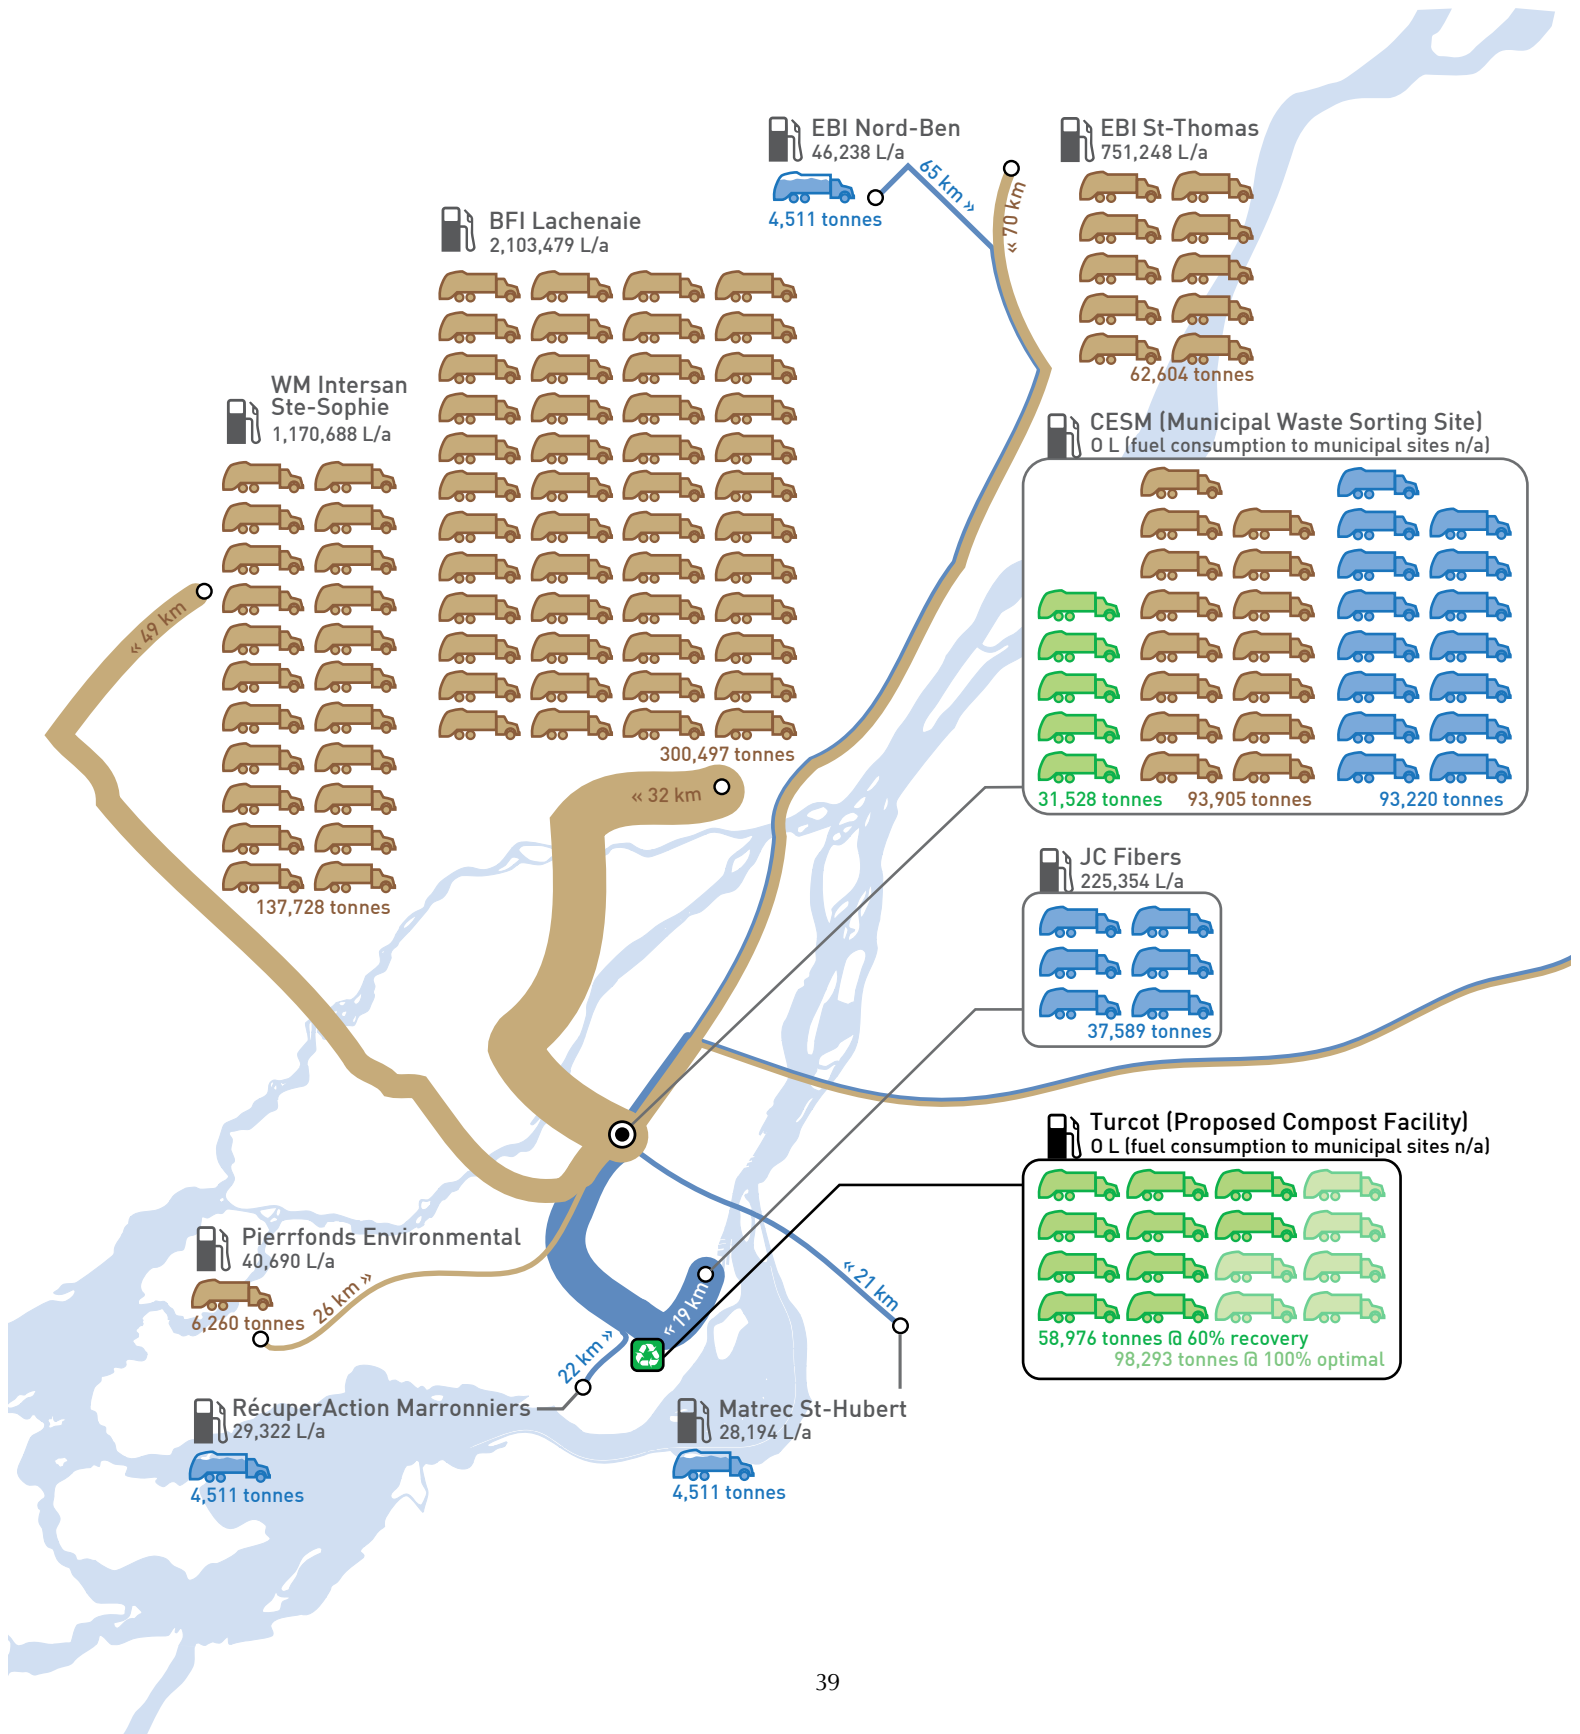 EBI Nord-Ben
46,238 L/a
4,511 tonnes
65 km »
« 70 km
EBI St-Thomas
751,248 L/a
62,604 tonnes
BFI Lachenaie
2,103,479 L/a
300,497 tonnes
« 32 km
WM Intersan
Ste-Sophie
1,170,688 L/a
137,728 tonnes
« 49 km
CESM (Municipal Waste Sorting Site)
O L (fuel consumption to municipal sites n/a)
31,528 tonnes
93,905 tonnes
93,220 tonnes
JC Fibers
225,354 L/a
37,589 tonnes
Turcot (Proposed Compost Facility)
O L (fuel consumption to municipal sites n/a)
58,976 tonnes @ 60% recovery
98,293 tonnes @ 100% optimal
Pierrfonds Environmental
40,690 L/a
6,260 tonnes
26 km »
« 19 km
« 21 km
22 km »
RécuperAction Marronniers
29,322 L/a
4,511 tonnes
Matrec St-Hubert
28,194 L/a
4,511 tonnes
39